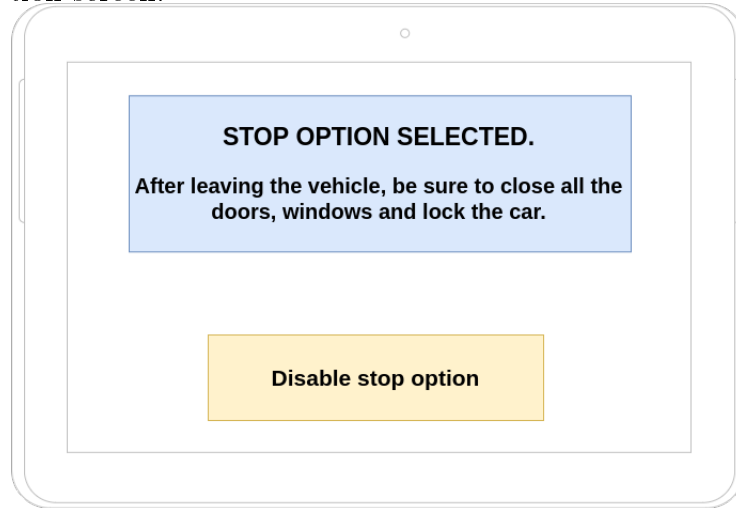 STOP OPTION SELECTED.
After leaving the vehicle, be sure to close all the
doors, windows and lock the car.
Disable stop option